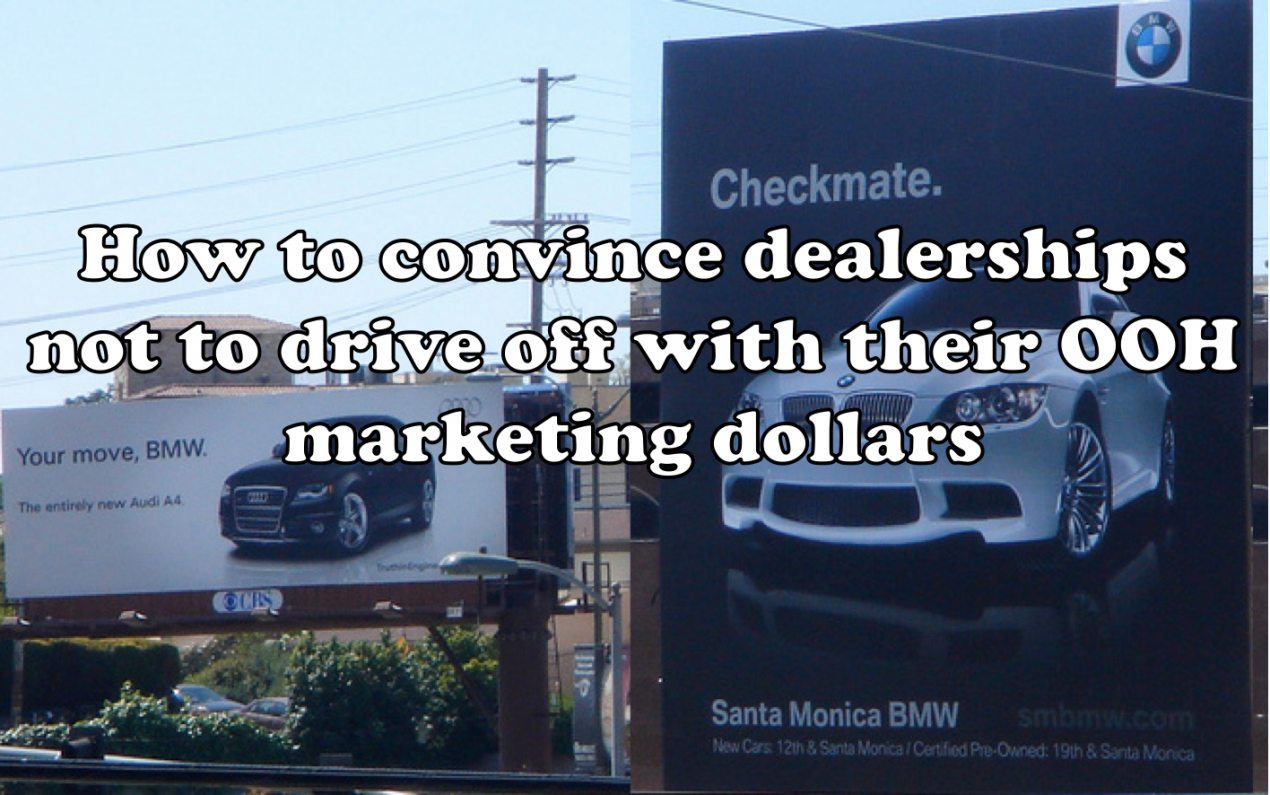 How to convince dealerships
not to drive off with their OOH
marketing dollars
Your move, BMW.
The entirely new Audi A4.
CBS
BMW
Checkmate.
Santa Monica BMW smbmw.com
New Cars: 12th & Santa Monica / Certified Pre-Owned: 19th & Santa Monica